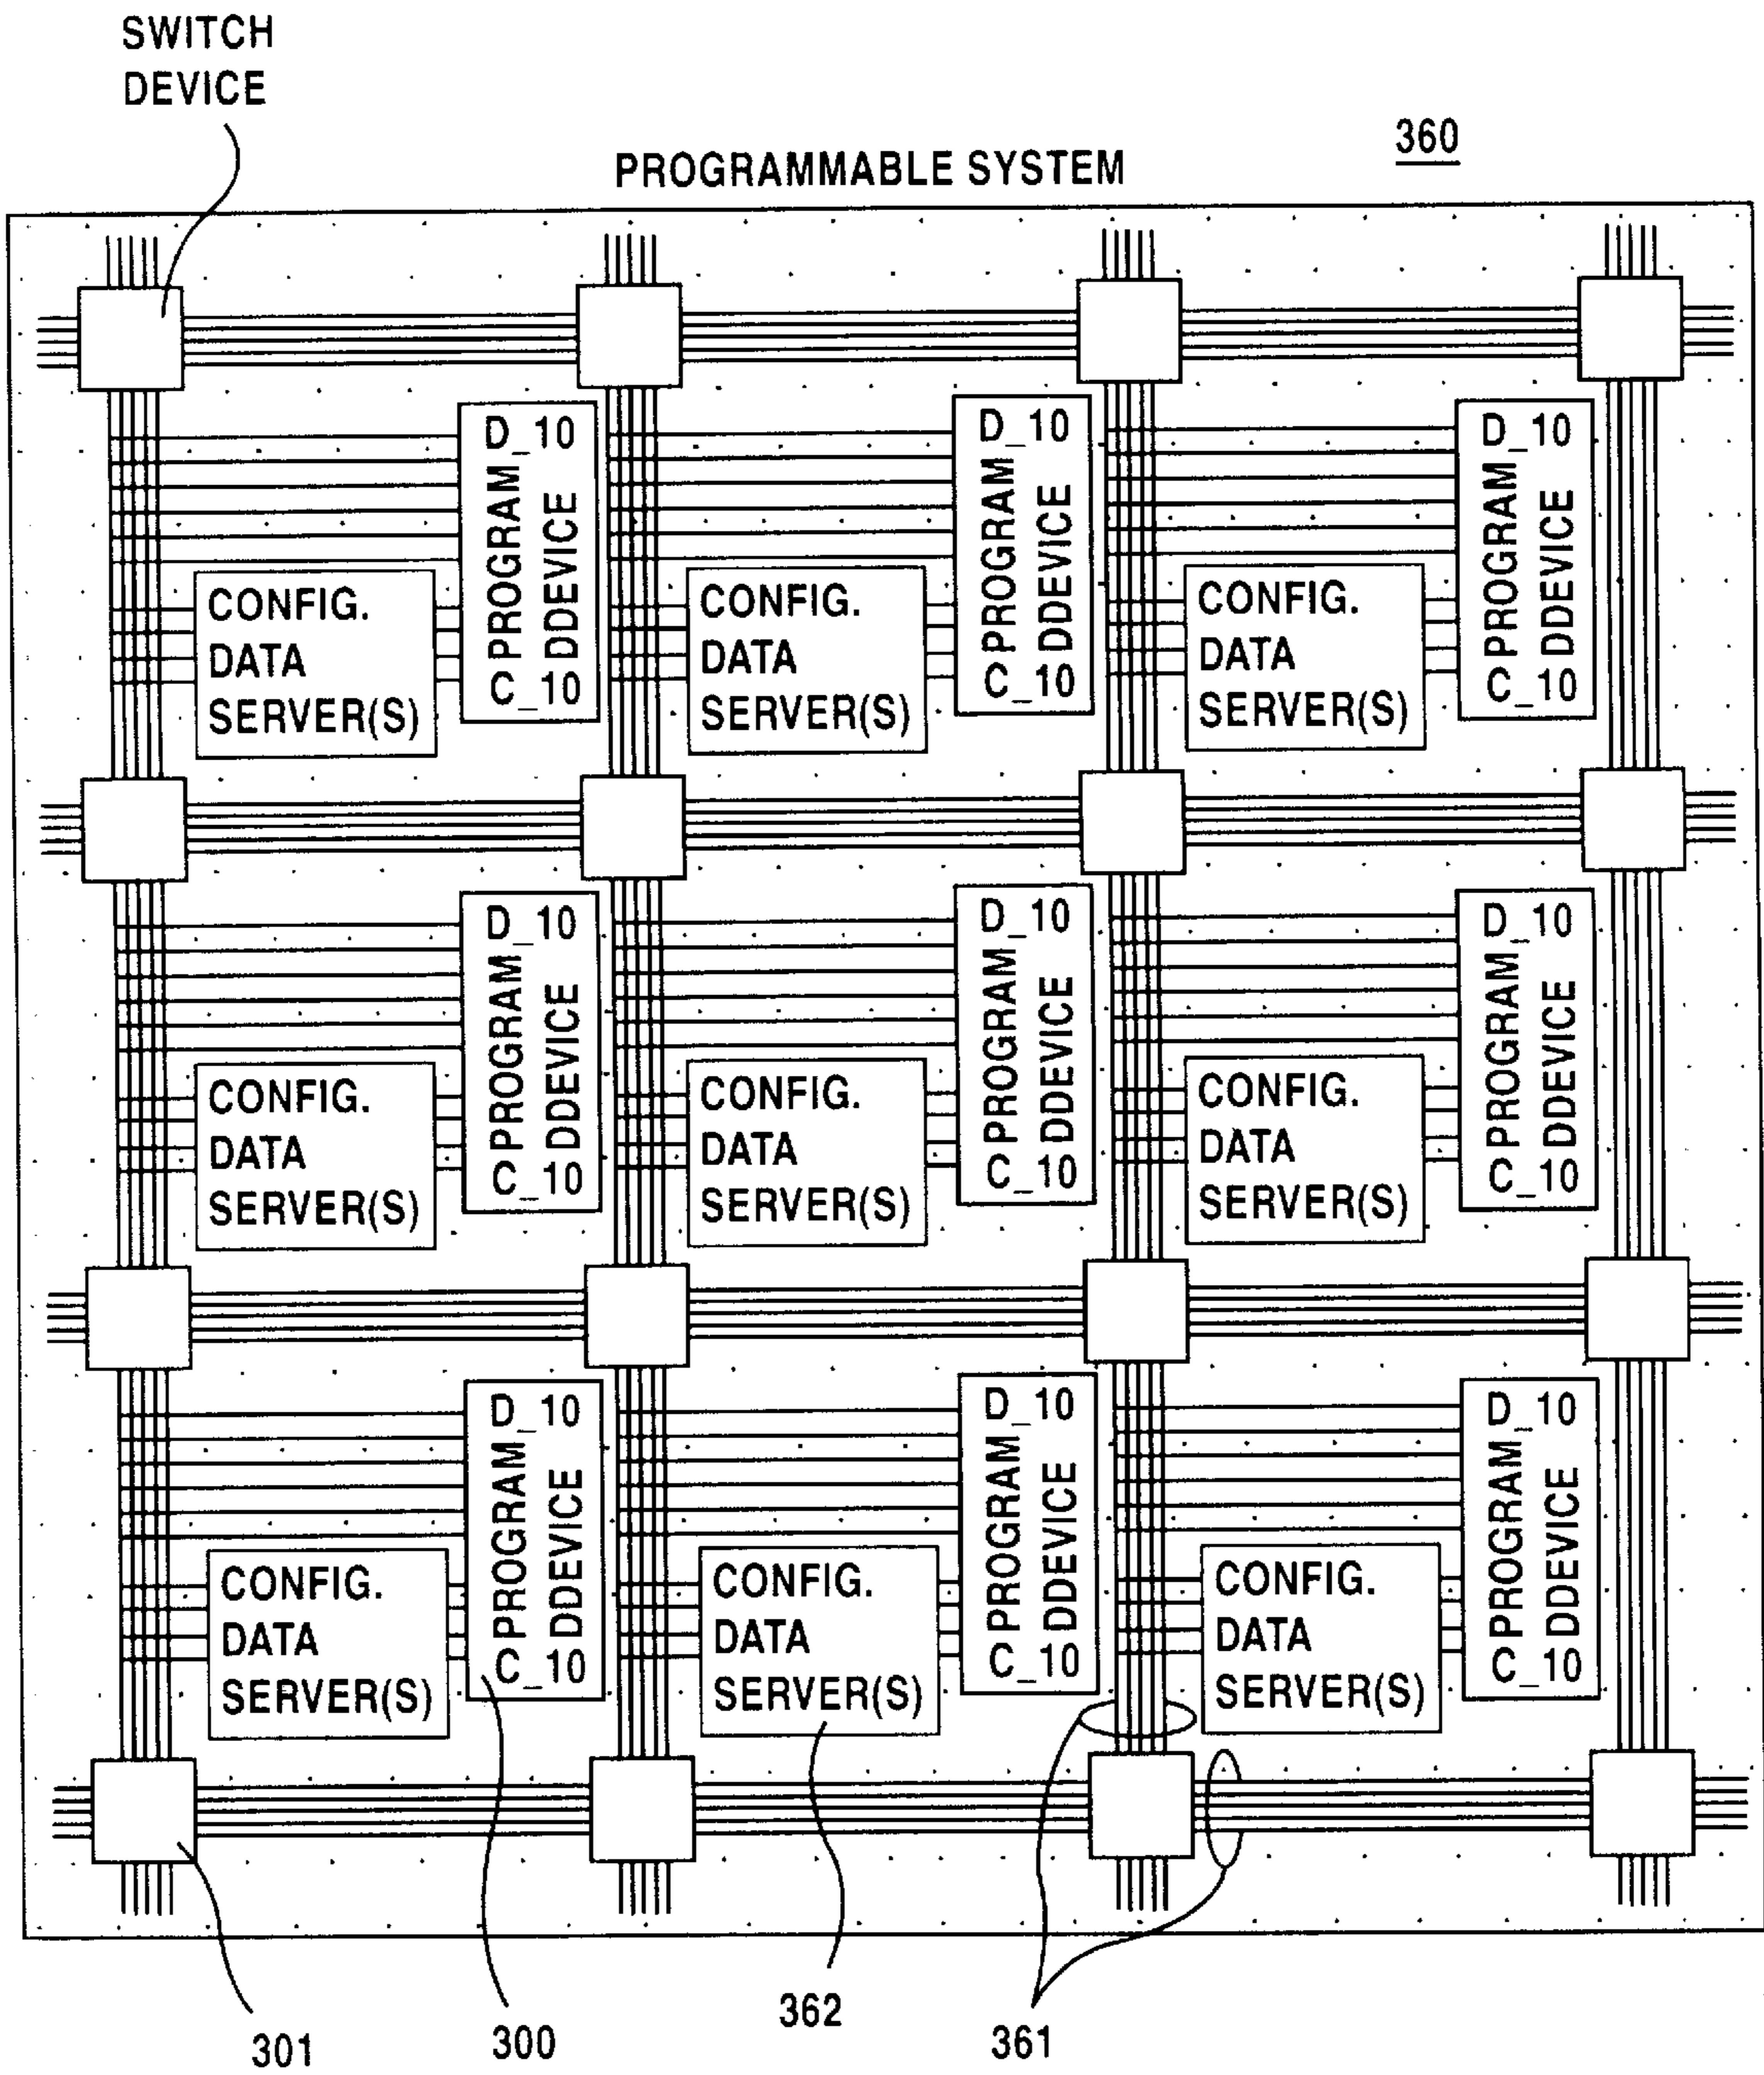 SWITCH
DEVICE
360
PROGRAMMABLE SYSTEM
D_10
PROGRAM
DDEVICE
C_10
CONFIG.
DATA
SERVER(S)
D_10
PROGRAM
DDEVICE
C_10
CONFIG.
DATA
SERVER(S)
D_10
PROGRAM
DDEVICE
C_10
CONFIG.
DATA
SERVER(S)
D_10
PROGRAM
DDEVICE
C_10
CONFIG.
DATA
SERVER(S)
D_10
PROGRAM
DDEVICE
C_10
CONFIG.
DATA
SERVER(S)
D_10
PROGRAM
DDEVICE
C_10
CONFIG.
DATA
SERVER(S)
D_10
PROGRAM
DDEVICE
C_10
CONFIG.
DATA
SERVER(S)
D_10
PROGRAM
DDEVICE
C_10
CONFIG.
DATA
SERVER(S)
D_10
PROGRAM
DDEVICE
C_10
CONFIG.
DATA
SERVER(S)
301
300
362
361